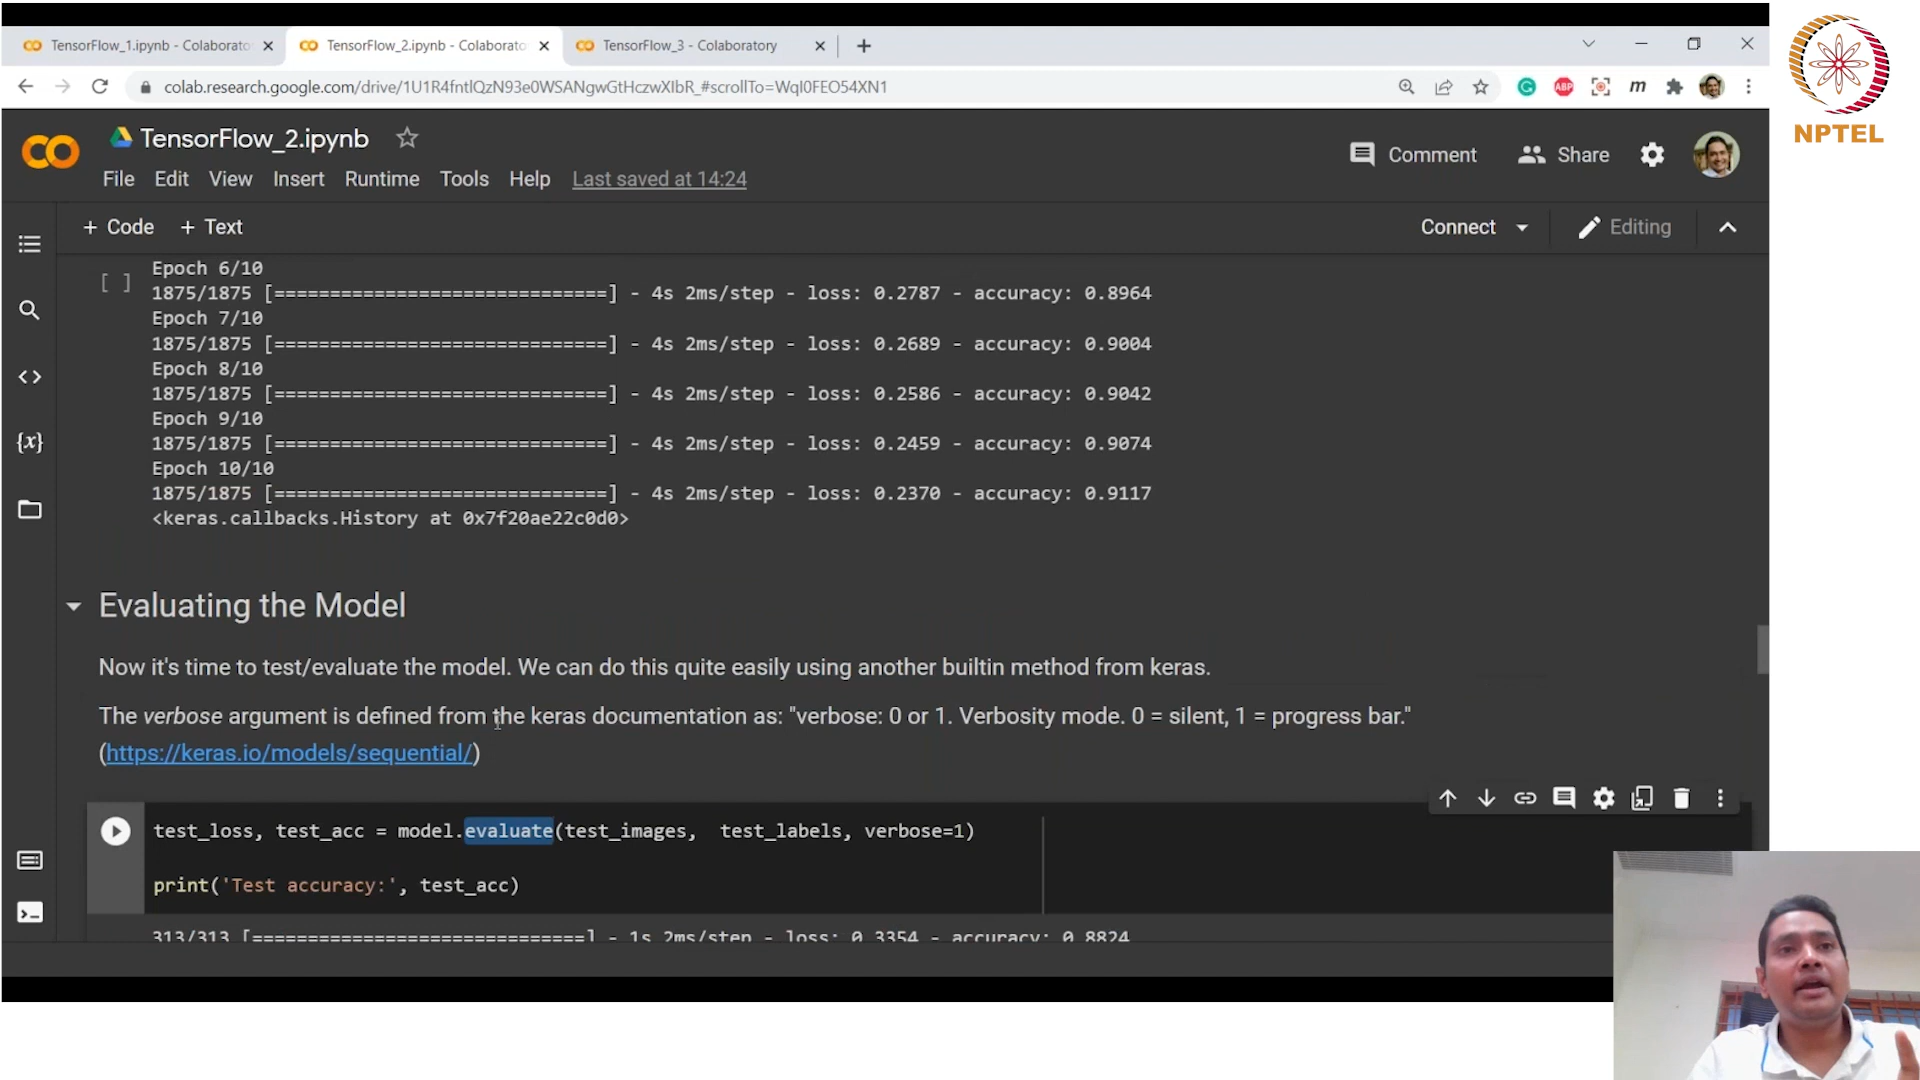 TensorFlow_1.ipynb - Colaborato
TensorFlow_2.ipynb - Colaborato
TensorFlow_3 - Colaboratory
colab.research.google.com/drive/1U1R4fntlQzN93e0WSANgwGtHczwXIbR_#scrollTo=WqI0FEO54XN1
ABP
m
NPTEL
CO
TensorFlow_2.ipynb
Comment
Share
File Edit View Insert Runtime Tools Help Last saved at 14:24
+ Code + Text
Connect
Editing
Epoch 6/10
[ ]
1875/1875 [==============================] - 4s 2ms/step - loss: 0.2787 - accuracy: 0.8964
Epoch 7/10
1875/1875 [==============================] - 4s 2ms/step - loss: 0.2689 - accuracy: 0.9004
Epoch 8/10
1875/1875 [==============================] - 4s 2ms/step - loss: 0.2586 - accuracy: 0.9042
Epoch 9/10
1875/1875 [==============================] - 4s 2ms/step - loss: 0.2459 - accuracy: 0.9074
Epoch 10/10
1875/1875 [==============================] - 4s 2ms/step - loss: 0.2370 - accuracy: 0.9117
<keras.callbacks.History at 0x7f20ae22c0d0>
{x}
Evaluating the Model
Now it's time to test/evaluate the model. We can do this quite easily using another builtin method from keras.
The verbose argument is defined from the keras documentation as: "verbose: 0 or 1. Verbosity mode. 0 = silent, 1 = progress bar."
(https://keras.io/models/sequential/)
test_loss, test_acc = model.evaluate(test_images,  test_labels, verbose=1)
print('Test accuracy:', test_acc)
313/313 [==============================] - 1s 2ms/step - loss: 0.3354 - accuracy: 0.8824